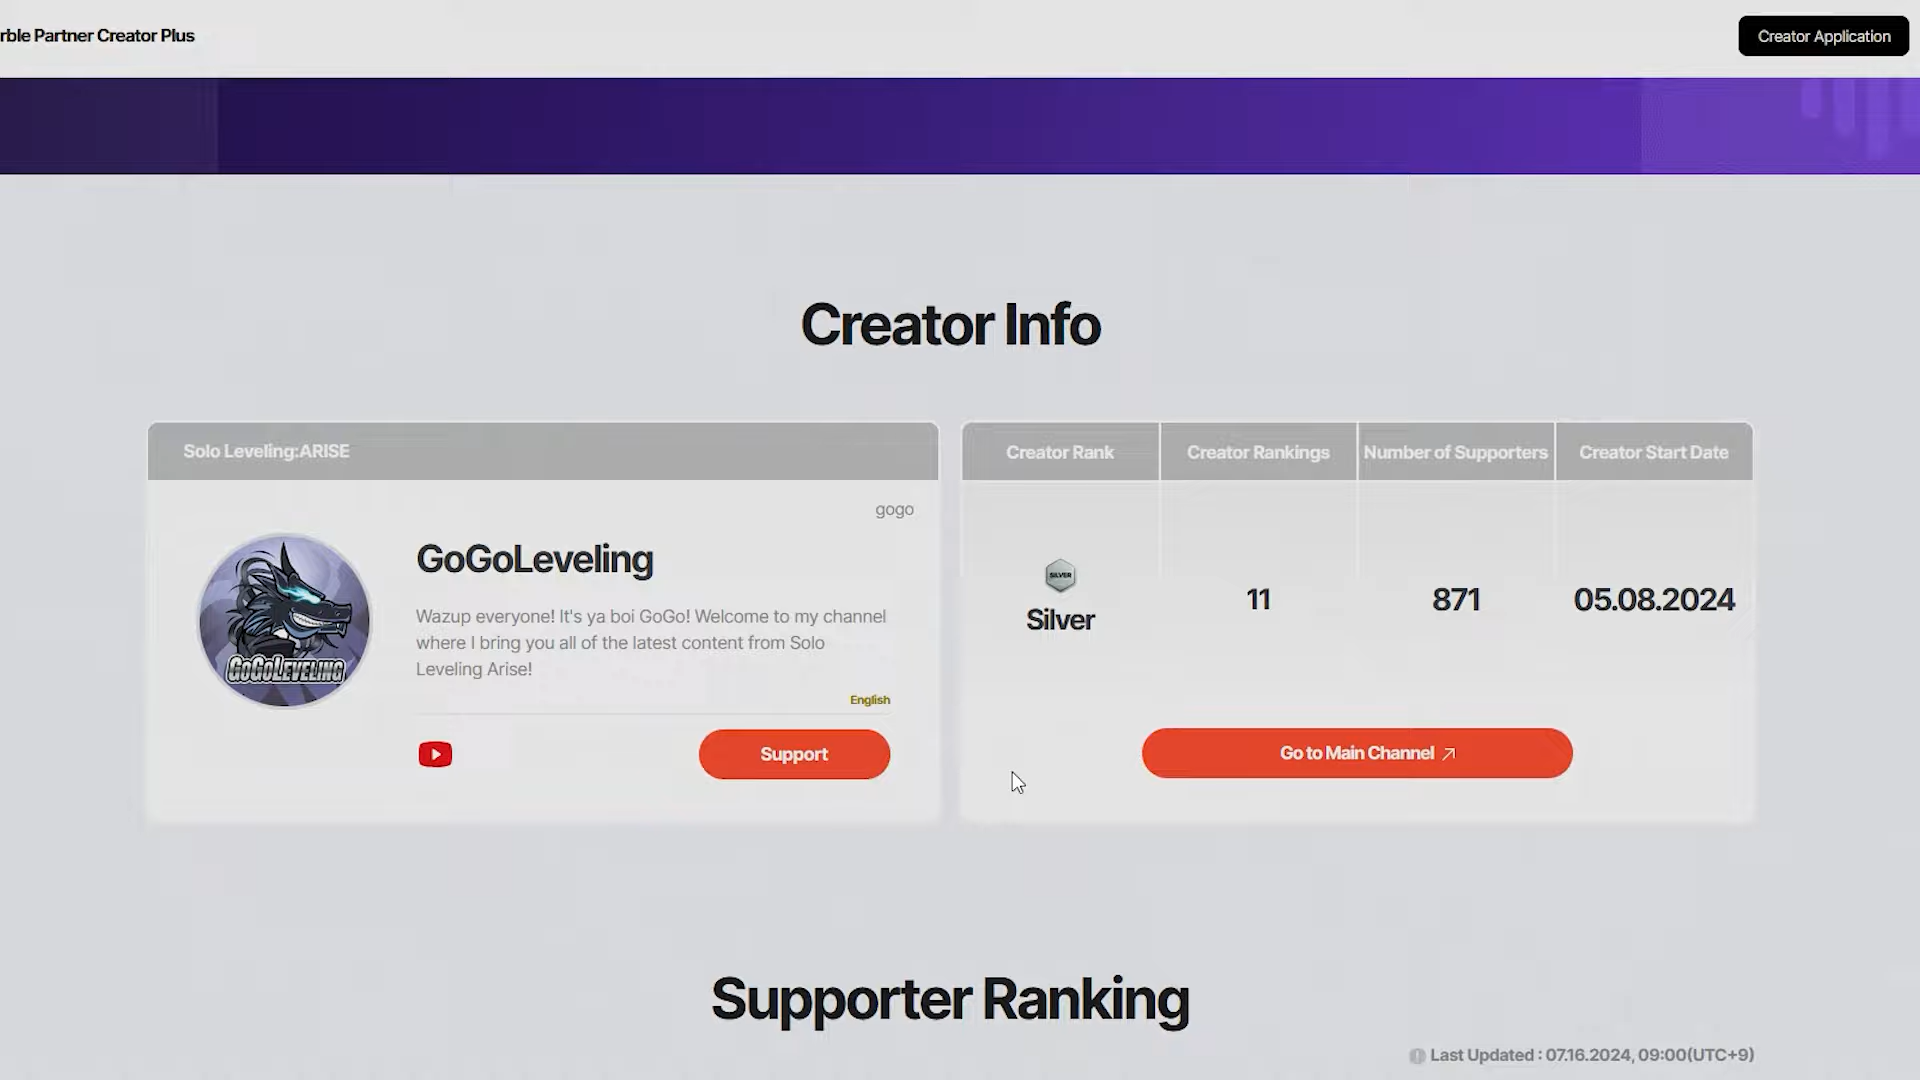 rble Partner Creator Plus
Creator Application
Creator Info
Solo Leveling:ARISE
gogo
GoGoLeveling
Wazup everyone! It's ya boi GoGo! Welcome to my channel
where I bring you all of the latest content from Solo
Leveling Arise!
GoGoLeveling
English
Support
Creator Rank
Creator Rankings
Number of Supporters
Creator Start Date
SILVER
Silver
11
871
05.08.2024
Go to Main Channel
Supporter Ranking
Last Updated : 07.16.2024, 09:00(UTC+9)